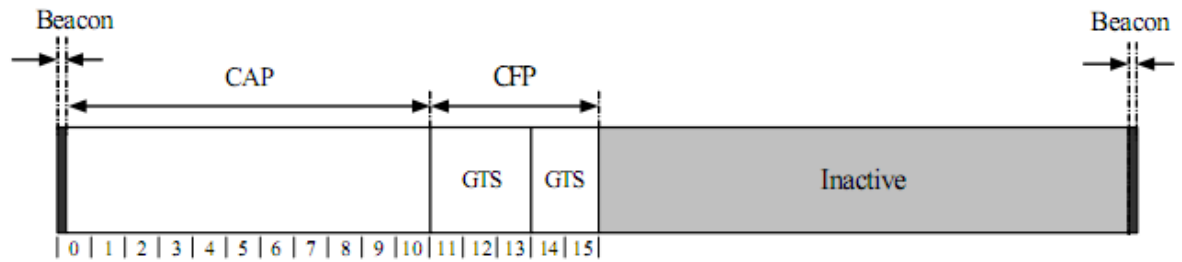 Beacon
Beacon
CAP
CFP
GTS
GTS
Inactive
| 0 | 1 | 2 | 3 | 4 | 5 | 6 | 7 | 8 | 9 | 10 | 11 | 12 | 13 | 14 | 15 |